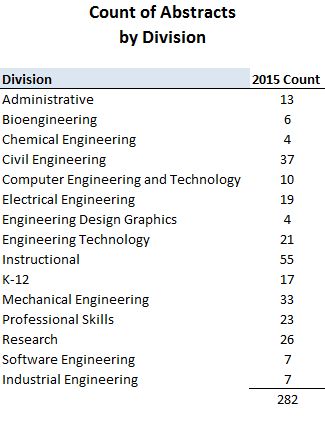 Count of Abstracts
by Division
Division 2015 Count
Administrative 13
Bioengineering 6
Chemical Engineering 4
Civil Engineering 37
Computer Engineering and Technology 10
Electrical Engineering 19
Engineering Design Graphics 4
Engineering Technology 21
Instructional 55
K-12 17
Mechanical Engineering 33
Professional Skills 23
Research 26
Software Engineering 7
Industrial Engineering 7
282